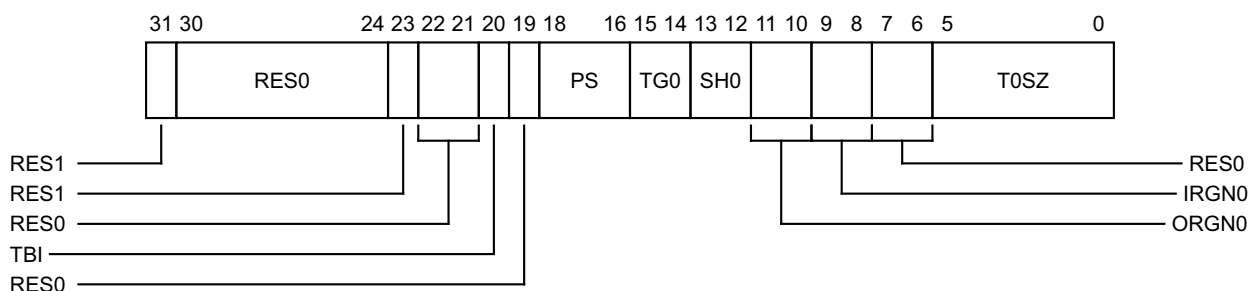 31 30 24 23 22 21 20 19 18 16 15 14 13 12 11 10 9 8 7 6 5 0
RES0 PS TG0 SH0 T0SZ
RES1 RES0
RES1 IRGN0
RES0 ORGN0
TBI
RES0